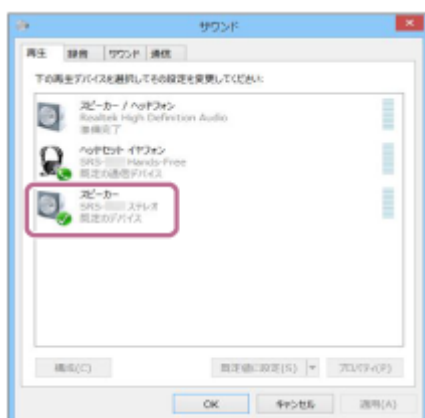 サウンド
再生 録音 サウンド 通信
下の再生デバイスを選択してその設定を変更してください:
スピーカー / ヘッドフォン
Realtek High Definition Audio
準備完了
ヘッドセット イヤフォン
SRS- Hands-Free
既定の通信デバイス
スピーカー
SRS- ステレオ
既定のデバイス
構成(C) 既定値に設定(S) プロパティ(P)
OK キャンセル 適用(A)